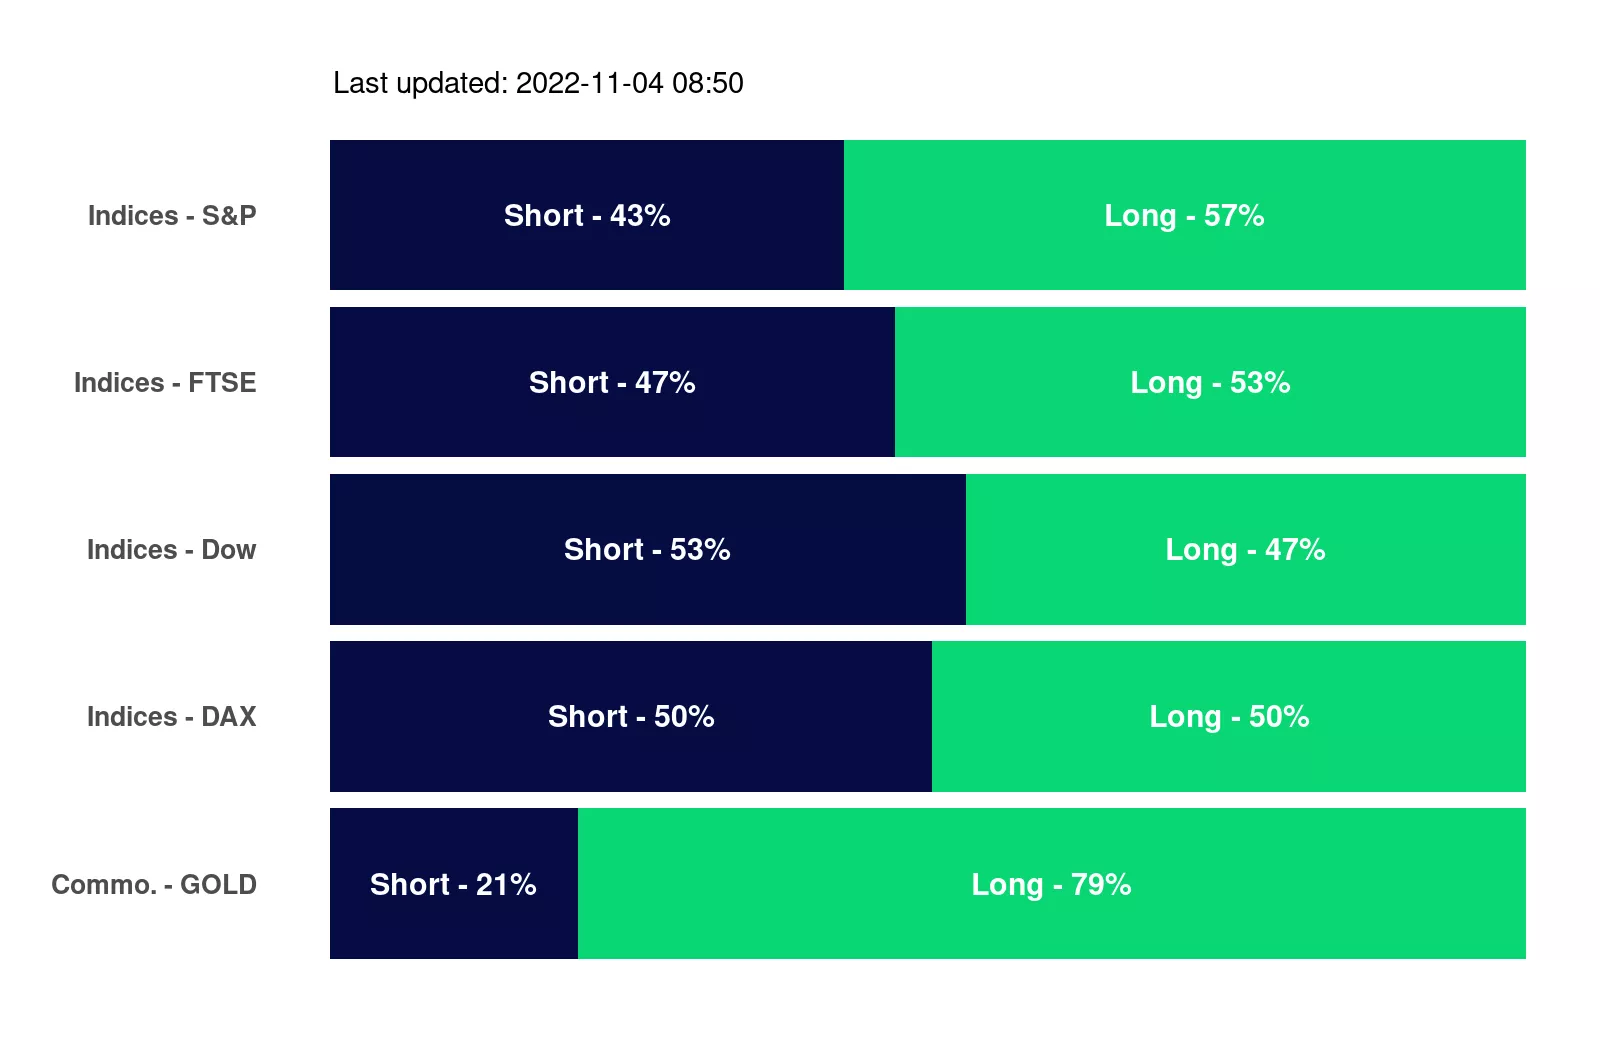 Last updated: 2022-11-04 08:50
Indices - S&P Short - 43% Long - 57%
Indices - FTSE Short - 47% Long - 53%
Indices - Dow Short - 53% Long - 47%
Indices - DAX Short - 50% Long - 50%
Commo. - GOLD Short - 21% Long - 79%